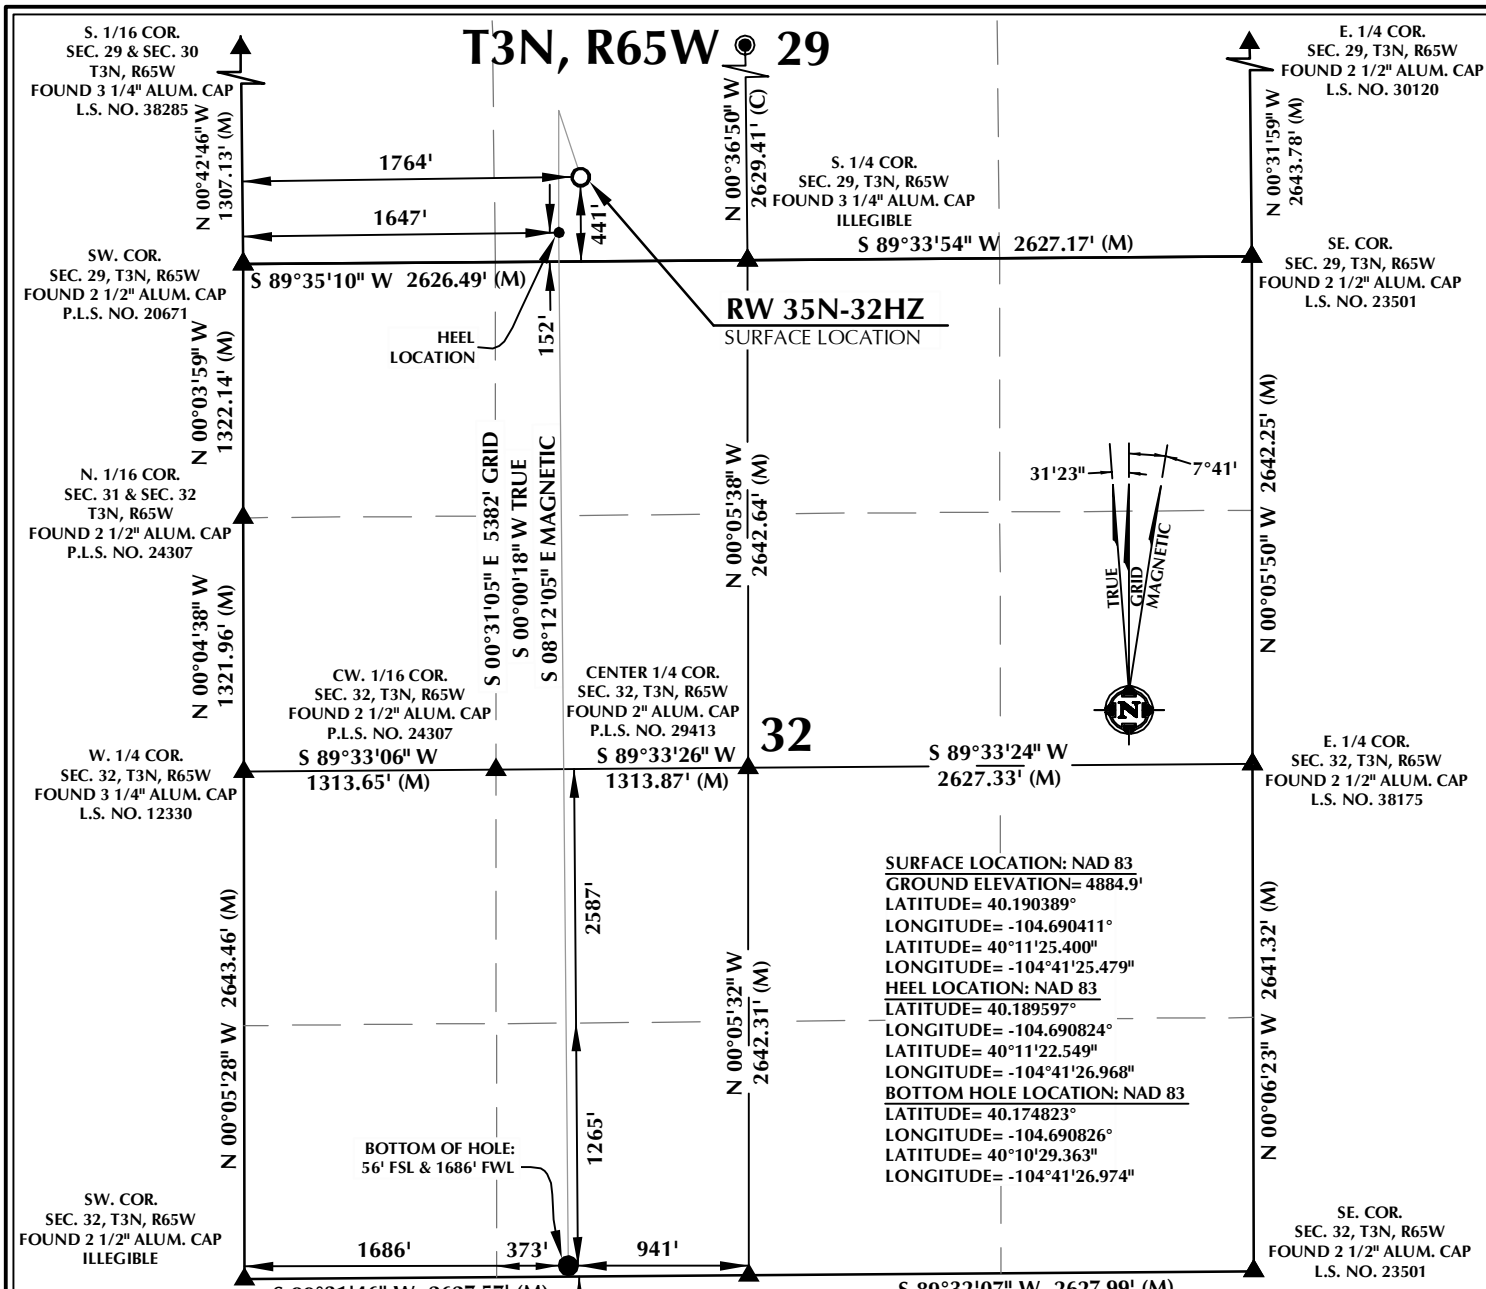 S. 1/16 COR.
SEC. 29 & SEC. 30
T3N, R65W
FOUND 3 1/4" ALUM. CAP
L.S. NO. 38285
T3N, R65W
29
E. 1/4 COR.
SEC. 29, T3N, R65W
FOUND 2 1/2" ALUM. CAP
L.S. NO. 30120
N 00°42'46" W
1307.13' (M)
N 00°36'50" W
2629.41' (C)
N 00°31'59" W
2643.78' (M)
1764'
1647'
441'
S. 1/4 COR.
SEC. 29, T3N, R65W
FOUND 3 1/4" ALUM. CAP
ILLEGIBLE
S 89°33'54" W 2627.17' (M)
SW. COR.
SEC. 29, T3N, R65W
FOUND 2 1/2" ALUM. CAP
P.L.S. NO. 20671
S 89°35'10" W 2626.49' (M)
SE. COR.
SEC. 29, T3N, R65W
FOUND 2 1/2" ALUM. CAP
L.S. NO. 23501
RW 35N-32HZ
SURFACE LOCATION
HEEL
LOCATION
152'
N 00°03'59" W
1322.14' (M)
N. 1/16 COR.
SEC. 31 & SEC. 32
T3N, R65W
FOUND 2 1/2" ALUM. CAP
P.L.S. NO. 24307
S 00°31'05" E 5382' GRID
S 00°00'18" W TRUE
S 08°12'05" E MAGNETIC
N 00°05'38" W
2642.64' (M)
31'23"
7°41'
TRUE
GRID
MAGNETIC
N
N 00°05'50" W 2642.25' (M)
N 00°04'38" W
1321.96' (M)
CW. 1/16 COR.
SEC. 32, T3N, R65W
FOUND 2 1/2" ALUM. CAP
P.L.S. NO. 24307
CENTER 1/4 COR.
SEC. 32, T3N, R65W
FOUND 2" ALUM. CAP
P.L.S. NO. 29413
32
W. 1/4 COR.
SEC. 32, T3N, R65W
FOUND 3 1/4" ALUM. CAP
L.S. NO. 12330
S 89°33'06" W
1313.65' (M)
S 89°33'26" W
1313.87' (M)
S 89°33'24" W
2627.33' (M)
E. 1/4 COR.
SEC. 32, T3N, R65W
FOUND 2 1/2" ALUM. CAP
L.S. NO. 38175
SURFACE LOCATION: NAD 83
GROUND ELEVATION= 4884.9'
LATITUDE= 40.190389°
LONGITUDE= -104.690411°
LATITUDE= 40°11'25.400"
LONGITUDE= -104°41'25.479"
HEEL LOCATION: NAD 83
LATITUDE= 40.189597°
LONGITUDE= -104.690824°
LATITUDE= 40°11'22.549"
LONGITUDE= -104°41'26.968"
BOTTOM HOLE LOCATION: NAD 83
LATITUDE= 40.174823°
LONGITUDE= -104.690826°
LATITUDE= 40°10'29.363"
LONGITUDE= -104°41'26.974"
N 00°05'28" W 2643.46' (M)
2587'
1265'
N 00°05'32" W
2642.31' (M)
N 00°06'23" W 2641.32' (M)
BOTTOM OF HOLE:
56' FSL & 1686' FWL
SW. COR.
SEC. 32, T3N, R65W
FOUND 2 1/2" ALUM. CAP
ILLEGIBLE
1686'
373'
941'
SE. COR.
SEC. 32, T3N, R65W
FOUND 2 1/2" ALUM. CAP
L.S. NO. 23501
S 89°31'46" W 2627.57' (M)
S 89°32'07" W 2627.99' (M)